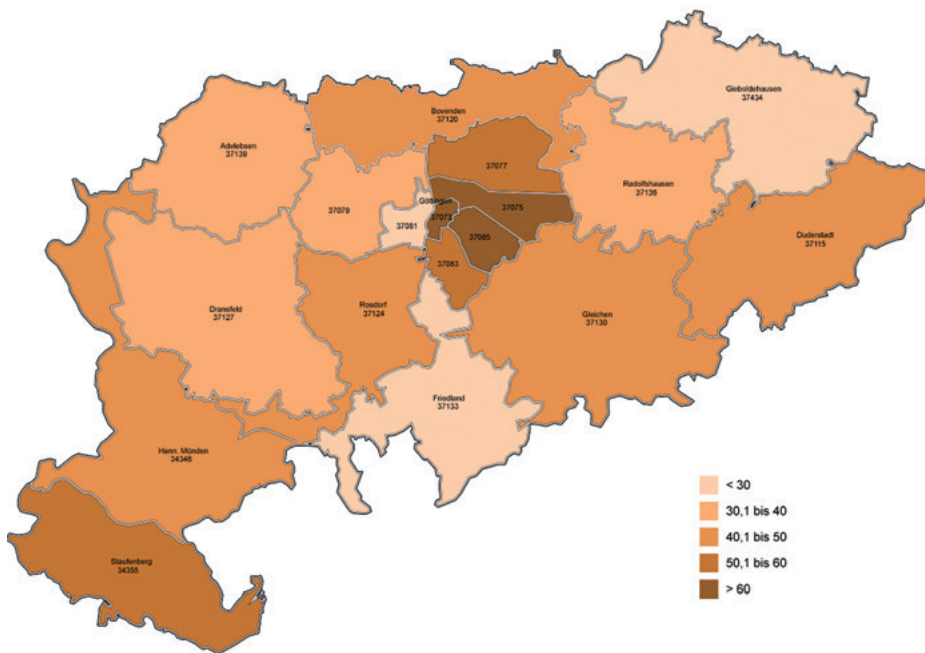 Gieboldehausen
37434
Bovenden
37120
Adelebsen
37139
37077
Radolfshausen
37136
Göttingen
37079
37081
37073
37075
37085
Duderstadt
37115
37083
Dransfeld
37127
Rosdorf
37124
Gleichen
37130
Friedland
37133
Hann. Münden
34346
Staufenberg
34355
< 30
30,1 bis 40
40,1 bis 50
50,1 bis 60
> 60